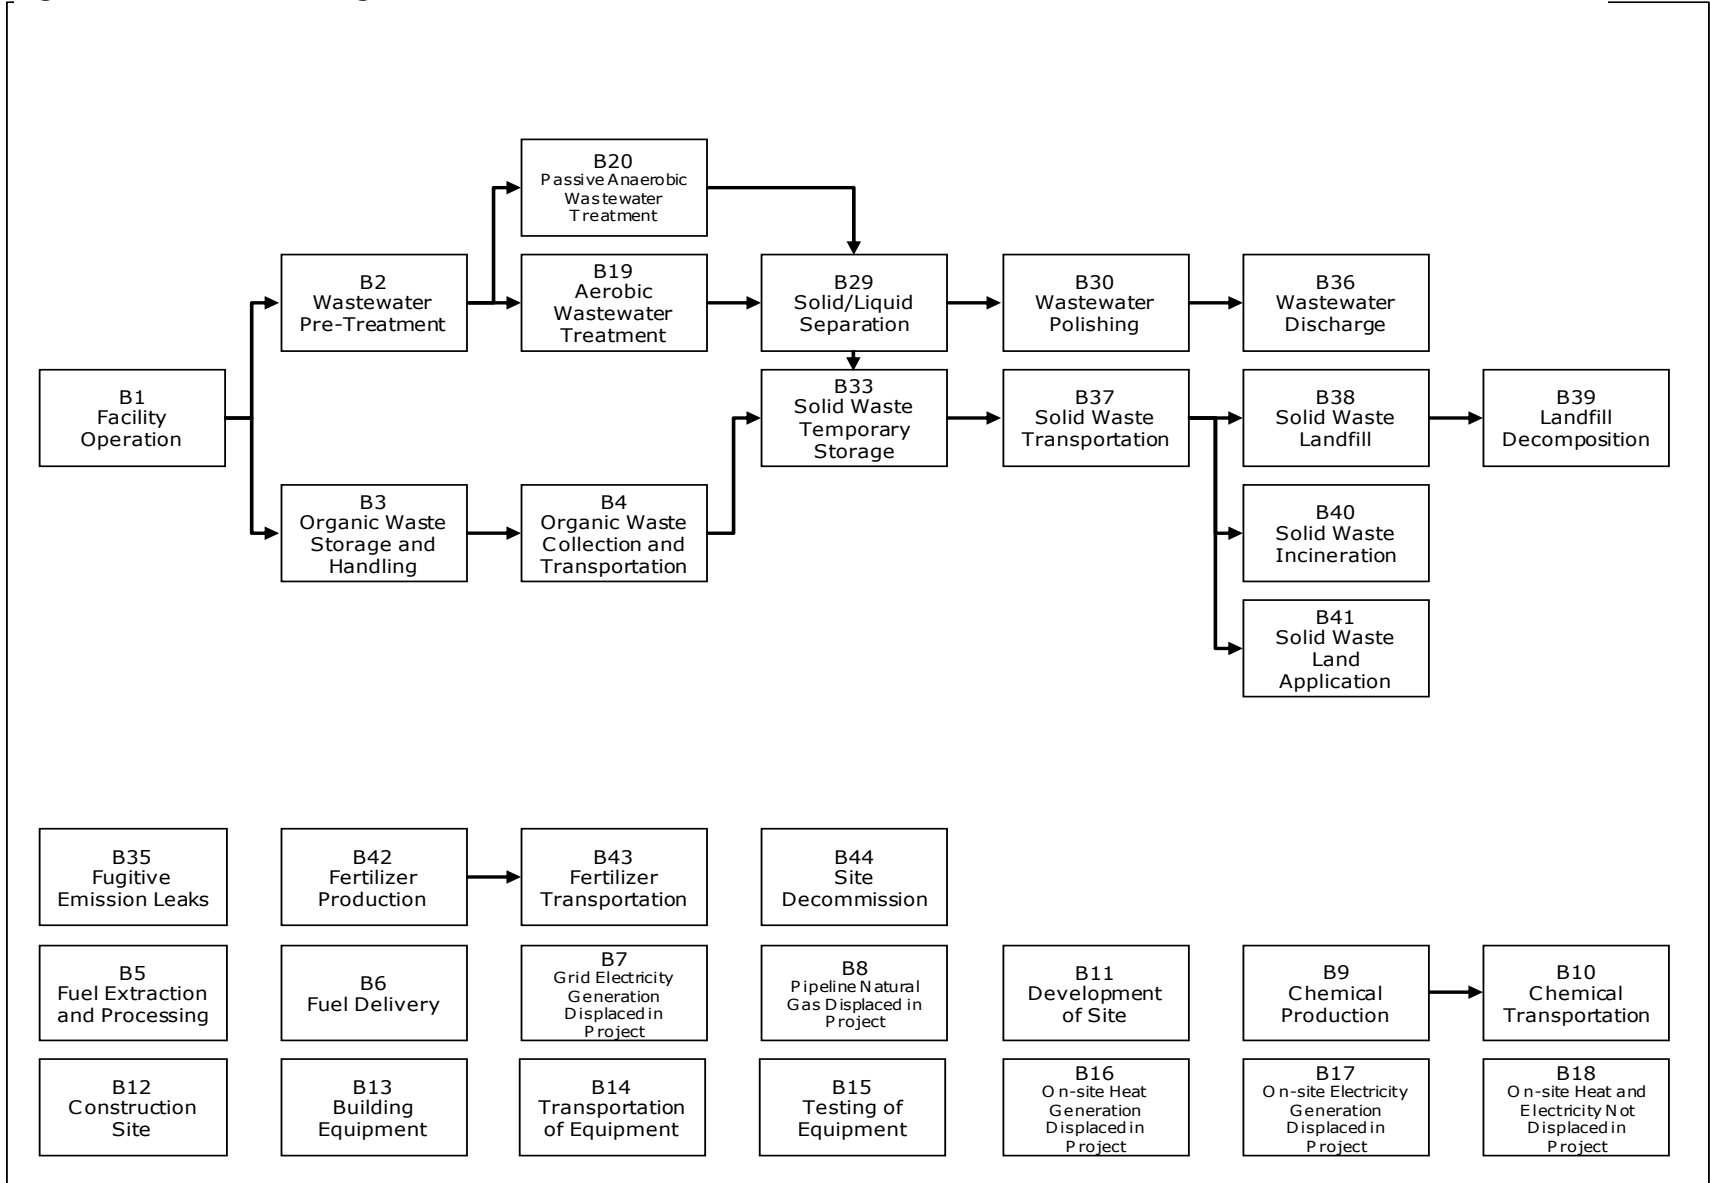 B20
Passive Anaerobic
Wastewater
Treatment
B2
Wastewater
Pre-Treatment
B19
Aerobic
Wastewater
Treatment
B29
Solid/Liquid
Separation
B30
Wastewater
Polishing
B36
Wastewater
Discharge
B1
Facility
Operation
B33
Solid Waste
Temporary
Storage
B37
Solid Waste
Transportation
B38
Solid Waste
Landfill
B39
Landfill
Decomposition
B3
Organic Waste
Storage and
Handling
B4
Organic Waste
Collection and
Transportation
B40
Solid Waste
Incineration
B41
Solid Waste
Land
Application
B35
Fugitive
Emission Leaks
B42
Fertilizer
Production
B43
Fertilizer
Transportation
B44
Site
Decommission
B5
Fuel Extraction
and Processing
B6
Fuel Delivery
B7
Grid Electricity
Generation
Displaced in
Project
B8
Pipeline Natural
Gas Displaced in
Project
B11
Development
of Site
B9
Chemical
Production
B10
Chemical
Transportation
B12
Construction
Site
B13
Building
Equipment
B14
Transportation
of Equipment
B15
Testing of
Equipment
B16
On-site Heat
Generation
Displaced in
Project
B17
On-site Electricity
Generation
Displaced in
Project
B18
On-site Heat and
Electricity Not
Displaced in
Project